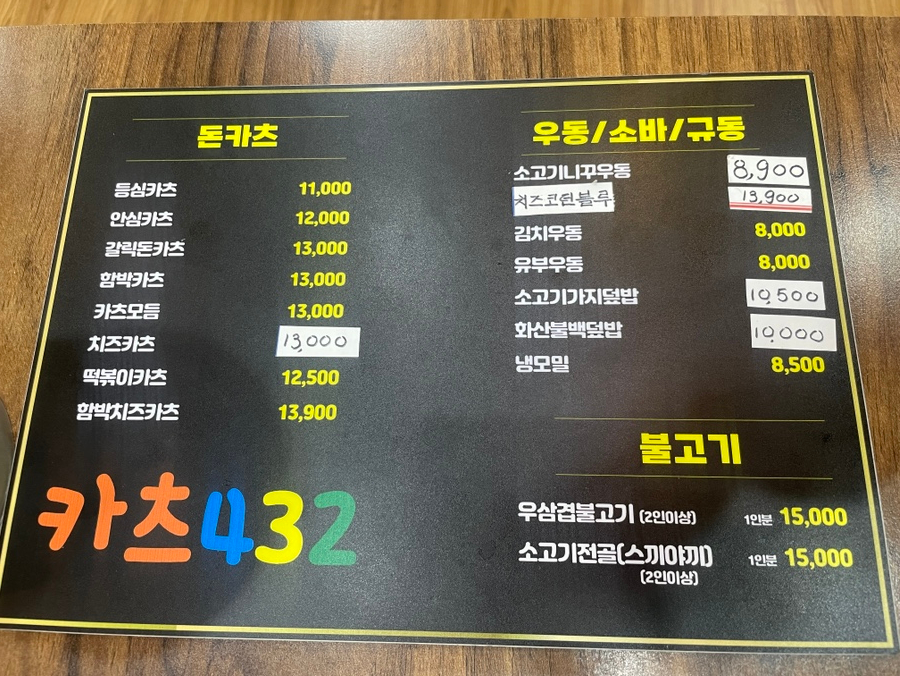 돈카츠
등심카츠 11,000
안심카츠 12,000
갈릭돈카츠 13,000
함박카츠 13,000
카츠모듬 13,000
치즈카츠 13,000
떡볶이카츠 12,500
함박치즈카츠 13,900
카츠432
우동/소바/규동
소고기니꾸우동 8,900
치즈코린블루 13,900
김치우동 8,000
유부우동 8,000
소고기가지덮밥 10,500
화산불백덮밥 10,000
냉모밀 8,500
불고기
우삼겹불고기 (2인이상) 1인분 15,000
소고기전골(스끼야끼) 1인분 15,000
(2인이상)